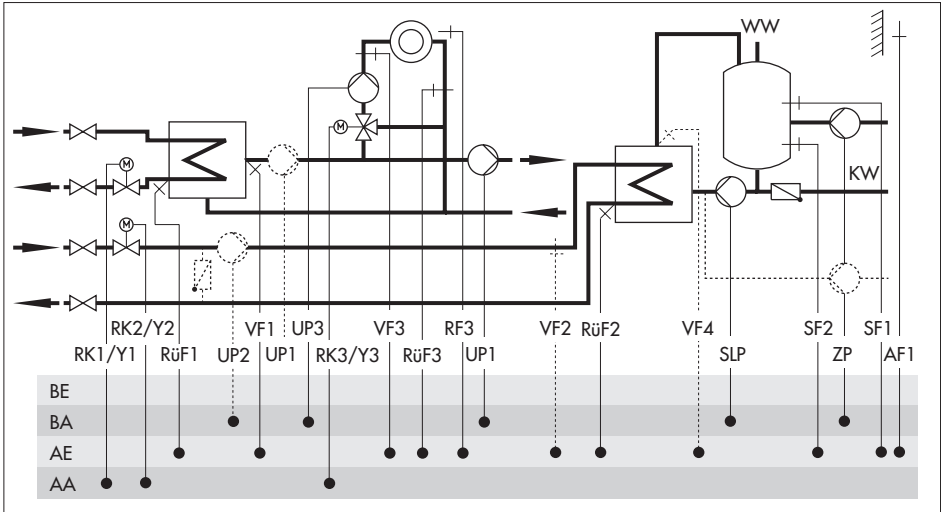 WW
M
KW
M
M
RK2/Y2 VF1 UP3 VF3 RF3 VF2 RüF2 VF4 SF2 SF1
RK1/Y1 RüF1 UP2 UP1 RK3/Y3 RüF3 UP1 SLP ZP AF1
BE
BA
AE
AA